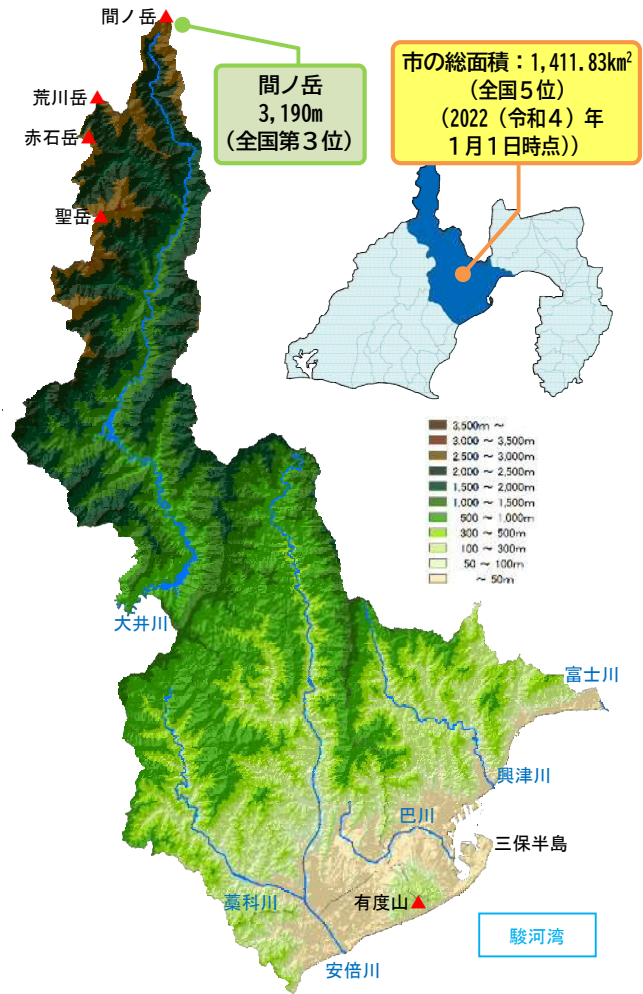 間ノ岳
荒川岳
赤石岳
聖岳
間ノ岳
3,190m
(全国第３位)
市の総面積：1,411.83km²
(全国５位)
(2022（令和４）年
１月１日時点))
3,500m ～
3,000 ～ 3,500m
2,500 ～ 3,000m
2,000 ～ 2,500m
1,500 ～ 2,000m
1,000 ～ 1,500m
500 ～ 1,000m
300 ～ 500m
100 ～ 300m
50 ～ 100m
～ 50m
大井川
富士川
興津川
巴川
三保半島
藁科川
有度山
安倍川
駿河湾